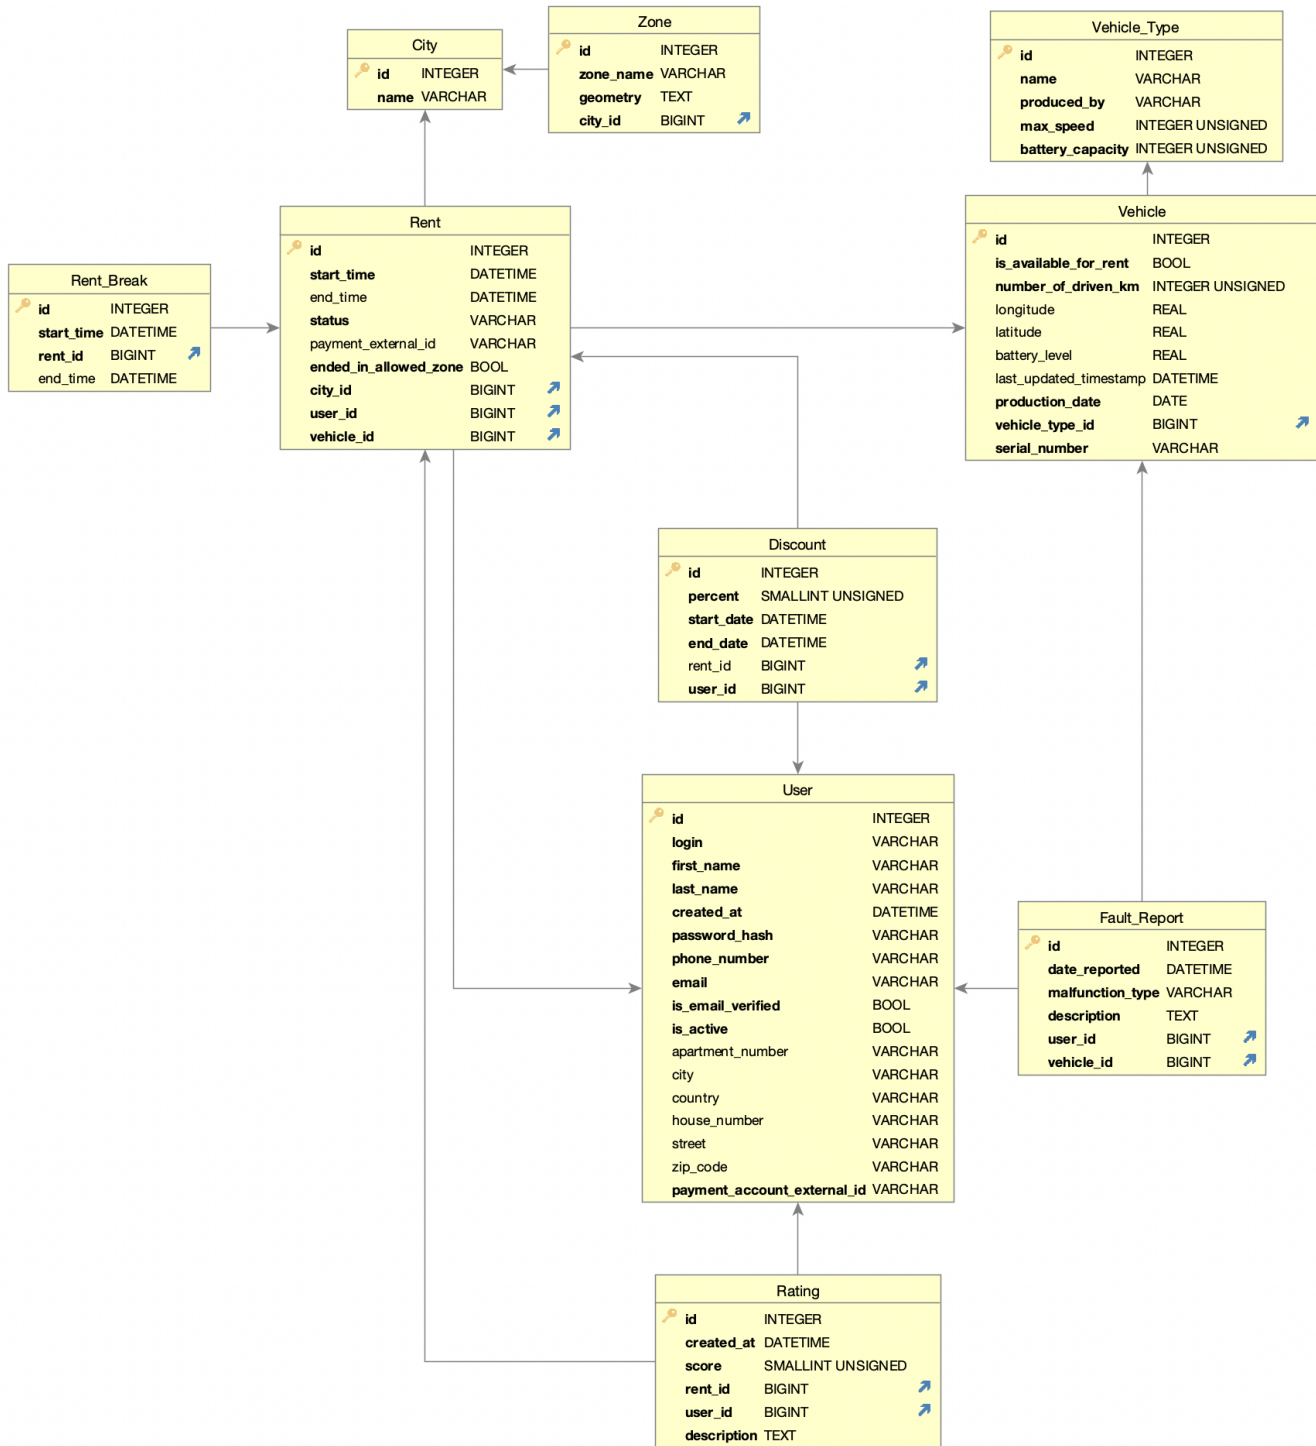 City
id INTEGER
name VARCHAR
Zone
id INTEGER
zone_name VARCHAR
geometry TEXT
city_id BIGINT
Vehicle_Type
id INTEGER
name VARCHAR
produced_by VARCHAR
max_speed INTEGER UNSIGNED
battery_capacity INTEGER UNSIGNED
Rent_Break
id INTEGER
start_time DATETIME
rent_id BIGINT
end_time DATETIME
Rent
id INTEGER
start_time DATETIME
end_time DATETIME
status VARCHAR
payment_external_id VARCHAR
ended_in_allowed_zone BOOL
city_id BIGINT
user_id BIGINT
vehicle_id BIGINT
Vehicle
id INTEGER
is_available_for_rent BOOL
number_of_driven_km INTEGER UNSIGNED
longitude REAL
latitude REAL
battery_level REAL
last_updated_timestamp DATETIME
production_date DATE
vehicle_type_id BIGINT
serial_number VARCHAR
Discount
id INTEGER
percent SMALLINT UNSIGNED
start_date DATETIME
end_date DATETIME
rent_id BIGINT
user_id BIGINT
User
id INTEGER
login VARCHAR
first_name VARCHAR
last_name VARCHAR
created_at DATETIME
password_hash VARCHAR
phone_number VARCHAR
email VARCHAR
is_email_verified BOOL
is_active BOOL
apartment_number VARCHAR
city VARCHAR
country VARCHAR
house_number VARCHAR
street VARCHAR
zip_code VARCHAR
payment_account_external_id VARCHAR
Fault_Report
id INTEGER
date_reported DATETIME
malfunction_type VARCHAR
description TEXT
user_id BIGINT
vehicle_id BIGINT
Rating
id INTEGER
created_at DATETIME
score SMALLINT UNSIGNED
rent_id BIGINT
user_id BIGINT
description TEXT